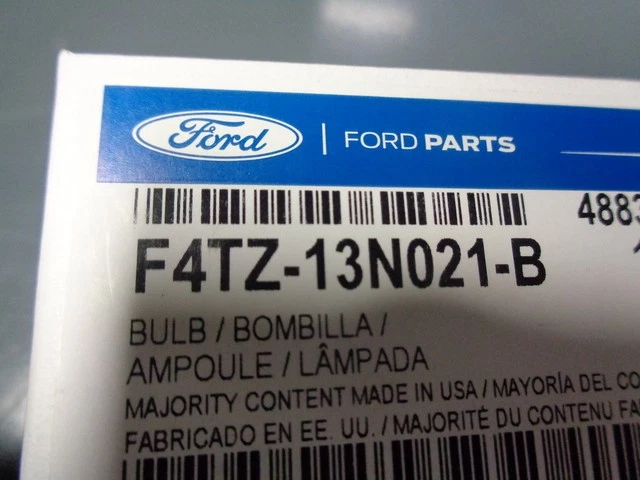 Ford | FORD PARTS
4883
F4TZ-13N021-B
BULB / BOMBILLA /
AMPOULE / LÂMPADA
MAJORITY CONTENT MADE IN USA / MAYORÍA DEL CO
FABRICADO EN EE. UU. / MAJORITÉ DU CONTENU FA